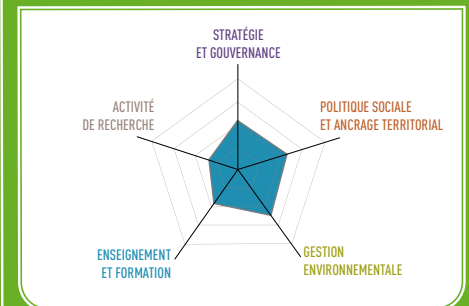 STRATÉGIE
ET GOUVERNANCE
ACTIVITÉ
DE RECHERCHE
POLITIQUE SOCIALE
ET ANCRAGE TERRITORIAL
ENSEIGNEMENT
ET FORMATION
GESTION
ENVIRONNEMENTALE